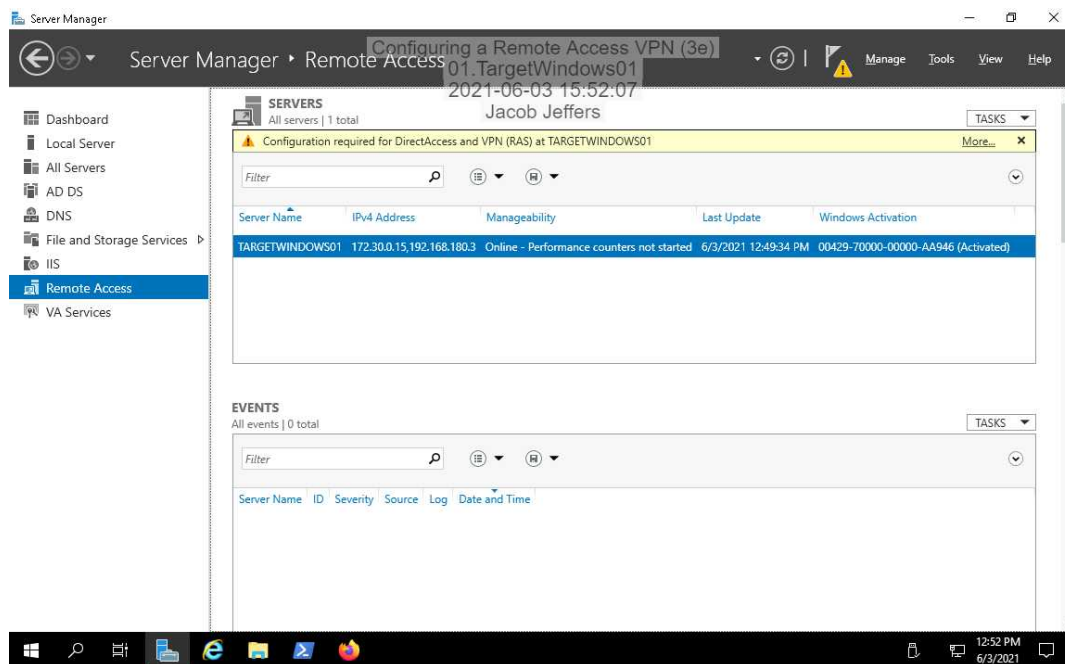 Server Manager
Server Manager ‣ Remote Access
Configuring a Remote Access VPN (3e)
01.TargetWindows01
2021-06-03 15:52:07
Jacob Jeffers
Manage Tools View Help
Dashboard
Local Server
All Servers
AD DS
DNS
File and Storage Services
IIS
Remote Access
VA Services
SERVERS
All servers | 1 total
TASKS
Configuration required for DirectAccess and VPN (RAS) at TARGETWINDOWS01 More...
Filter
Server Name IPv4 Address Manageability Last Update Windows Activation
TARGETWINDOWS01 172.30.0.15,192.168.180.3 Online - Performance counters not started 6/3/2021 12:49:34 PM 00429-70000-00000-AA946 (Activated)
EVENTS
All events | 0 total
TASKS
Filter
Server Name ID Severity Source Log Date and Time
12:52 PM
6/3/2021